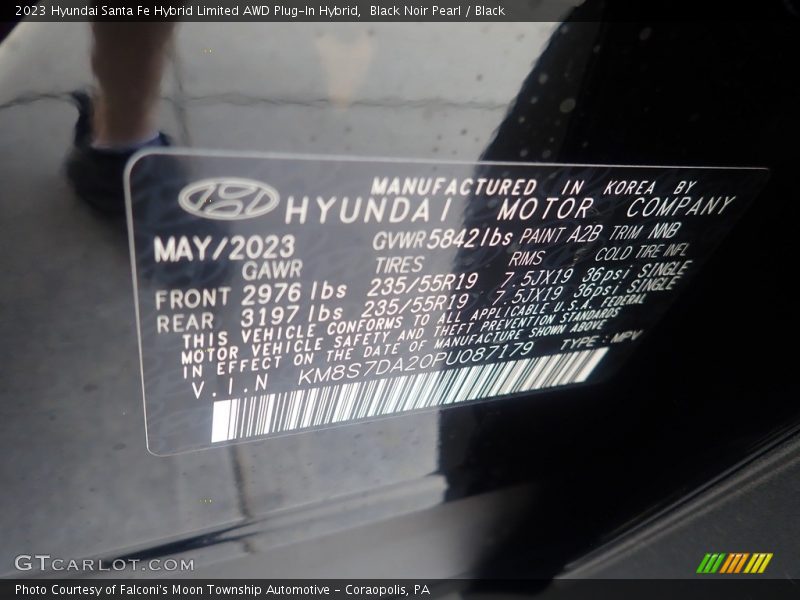 2023 Hyundai Santa Fe Hybrid Limited AWD Plug-In Hybrid,  Black Noir Pearl / Black
MANUFACTURED IN KOREA BY
HYUNDAI MOTOR COMPANY
MAY/2023 GVWR 5842lbs PAINT A2B TRIM NNB
GAWR TIRES RIMS COLD TIRE INFL
FRONT 2976 lbs 235/55R19 7.5JX19 36psi SINGLE
REAR 3197 lbs 235/55R19 7.5JX19 36psi SINGLE
THIS VEHICLE CONFORMS TO ALL APPLICABLE U.S.A. FEDERAL
MOTOR VEHICLE SAFETY AND THEFT PREVENTION STANDARDS
IN EFFECT ON THE DATE OF MANUFACTURE SHOWN ABOVE
V.I.N KM8S7DA20PU087179 TYPE: MPV
GTCARLOT.COM
Photo Courtesy of Falconi's Moon Township Automotive – Coraopolis, PA